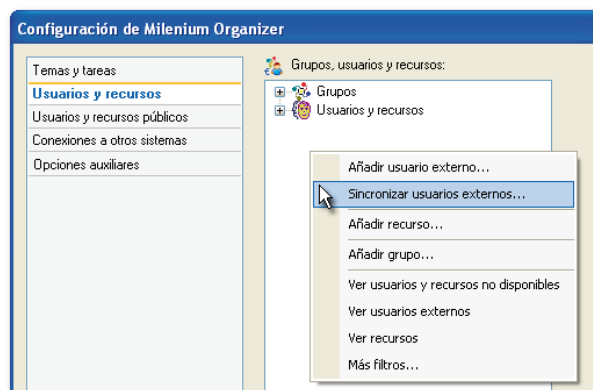 Configuración de Milenium Organizer
Temas y tareas
Usuarios y recursos
Usuarios y recursos públicos
Conexiones a otros sistemas
Opciones auxiliares
Grupos, usuarios y recursos:
Grupos
Usuarios y recursos
Añadir usuario externo...
Sincronizar usuarios externos...
Añadir recurso...
Añadir grupo...
Ver usuarios y recursos no disponibles
Ver usuarios externos
Ver recursos
Más filtros...